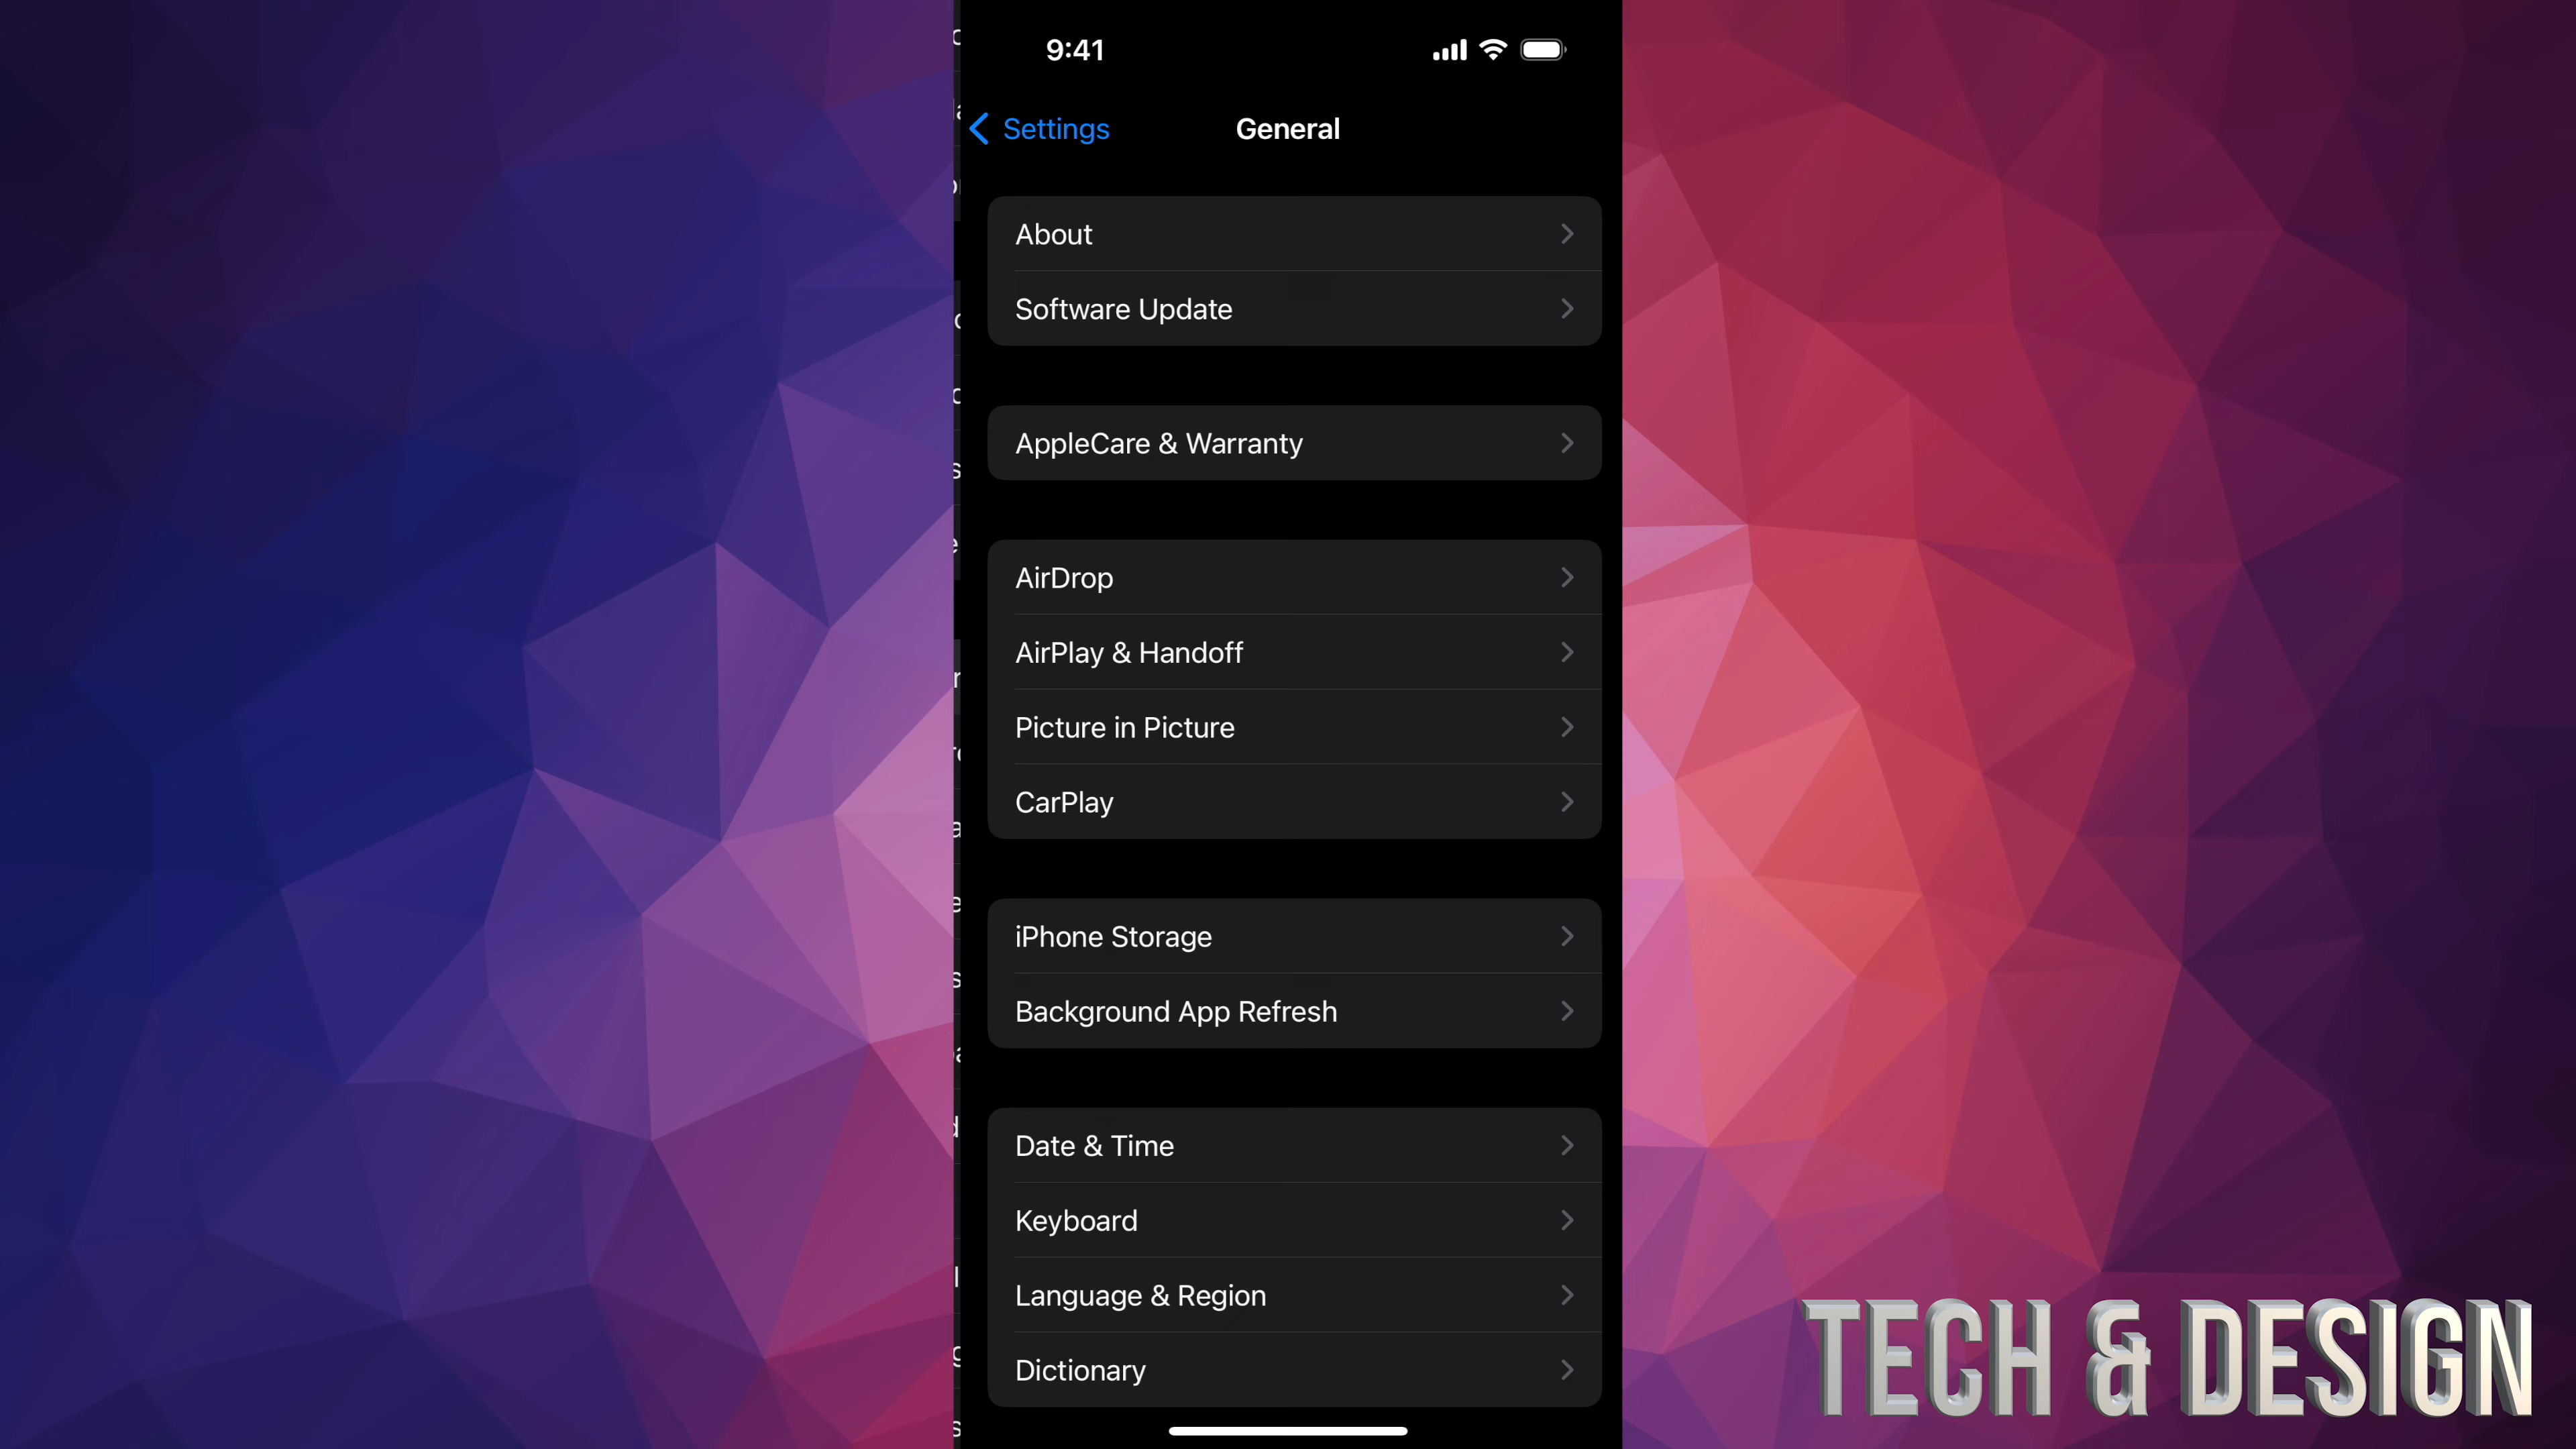 9:41
Settings
General
About
Software Update
AppleCare & Warranty
AirDrop
AirPlay & Handoff
Picture in Picture
CarPlay
iPhone Storage
Background App Refresh
Date & Time
Keyboard
Language & Region
Dictionary
TECH & DESIGN